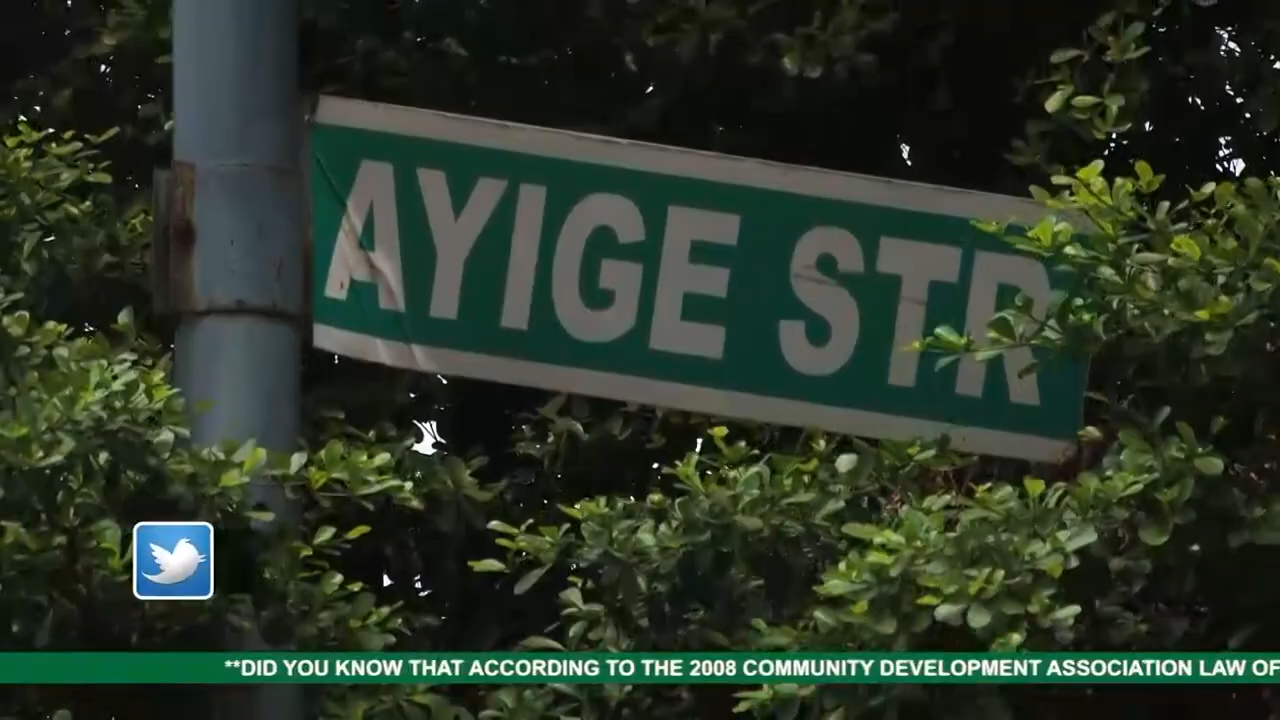 AYIGE STR
**DID YOU KNOW THAT ACCORDING TO THE 2008 COMMUNITY DEVELOPMENT ASSOCIATION LAW OF